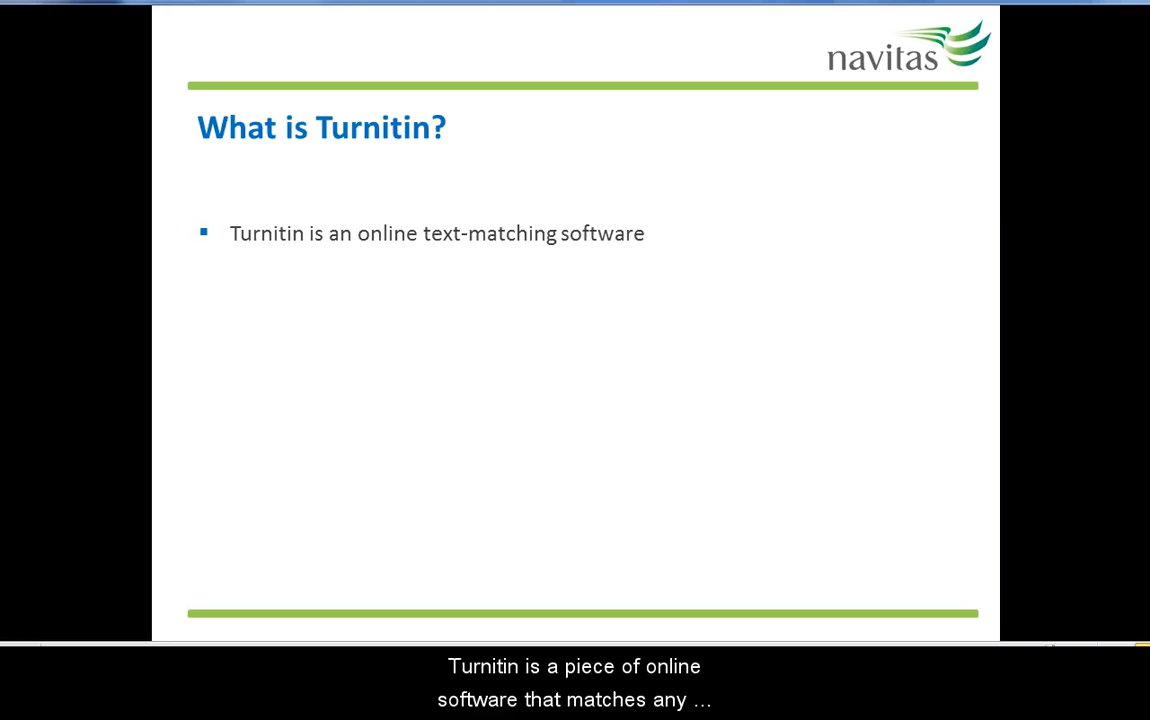 navitas
What is Turnitin?
Turnitin is an online text-matching software
Turnitin is a piece of online
software that matches any ...